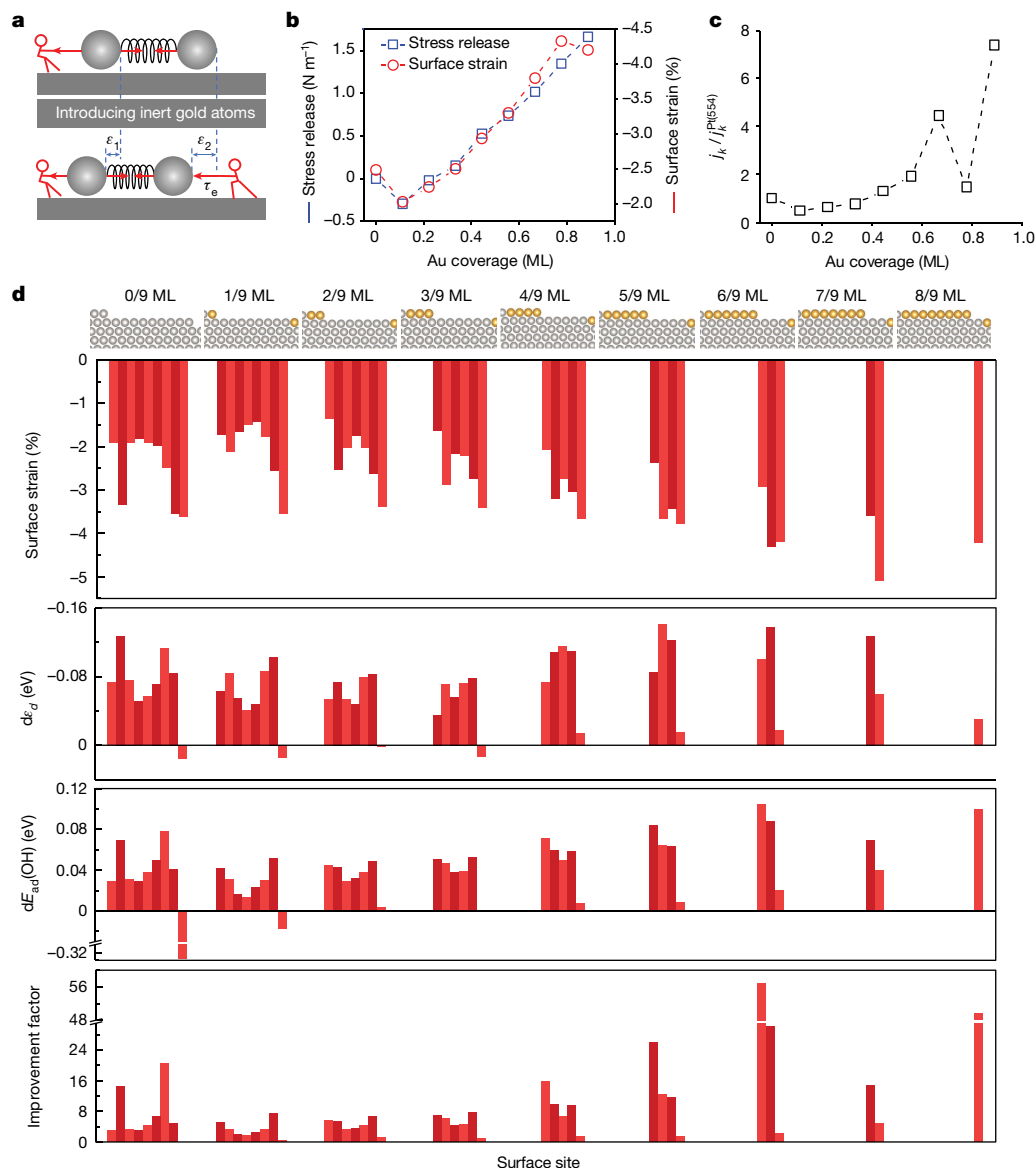 a
Introducing inert gold atoms
ε1
ε2
τe
b
Stress release
Surface strain
Stress release (N m−1)
1.5
1.0
0.5
0
−0.5
−4.5
−4.0
−3.5
−3.0
−2.5
−2.0
Surface strain (%)
0
0.2
0.4
0.6
0.8
1.0
Au coverage (ML)
c
jk / jkPt(554)
8
6
4
2
0
0
0.2
0.4
0.6
0.8
1.0
Au coverage (ML)
d
0/9 ML
1/9 ML
2/9 ML
3/9 ML
4/9 ML
5/9 ML
6/9 ML
7/9 ML
8/9 ML
Surface strain (%)
0
−1
−2
−3
−4
−5
dεd (eV)
−0.16
−0.08
0
dEad(OH) (eV)
0.12
0.08
0.04
0
−0.32
Improvement factor
56
48
24
16
8
0
Surface site